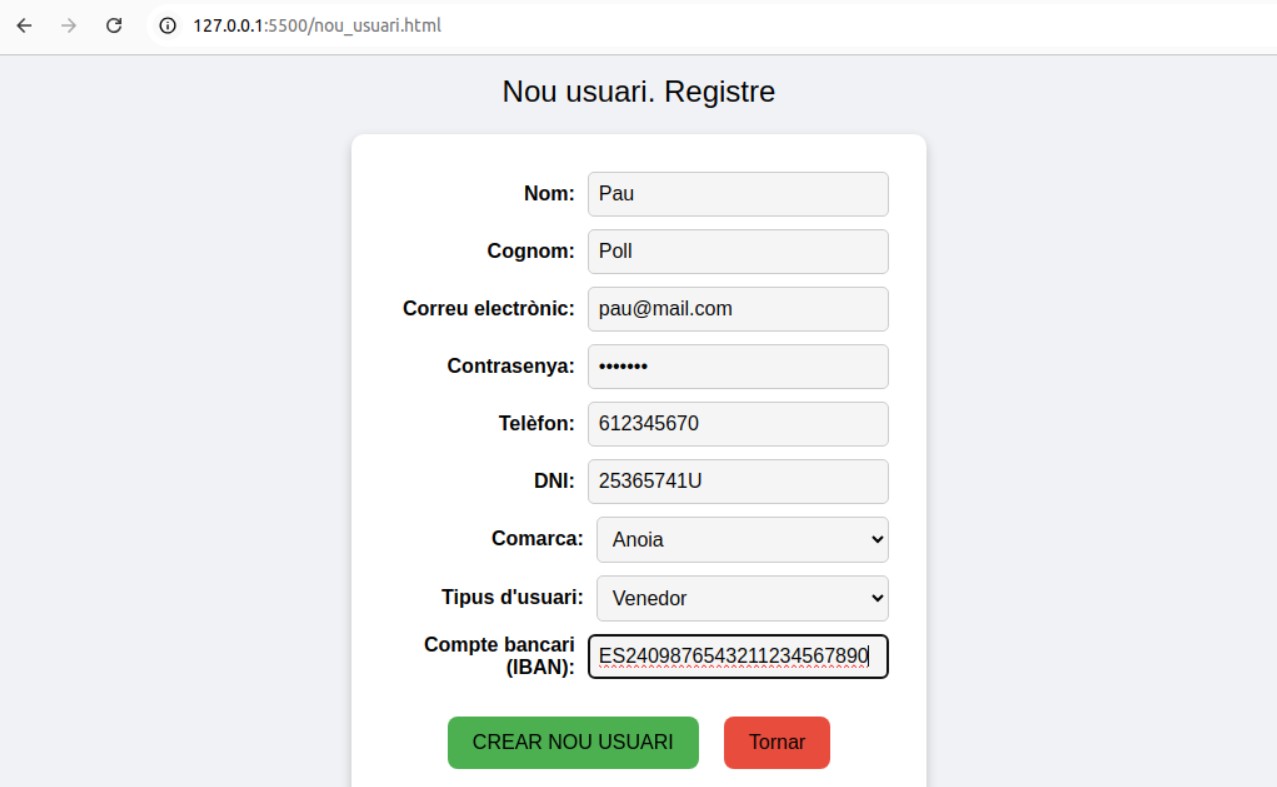 127.0.0.1:5500/nou_usuari.html
Nou usuari. Registre
Nom: Pau
Cognom: Poll
Correu electrònic: pau@mail.com
Contrasenya: •••••••
Telèfon: 612345670
DNI: 25365741U
Comarca: Anoia
Tipus d'usuari: Venedor
Compte bancari
(IBAN): ES2409876543211234567890
CREAR NOU USUARI Tornar